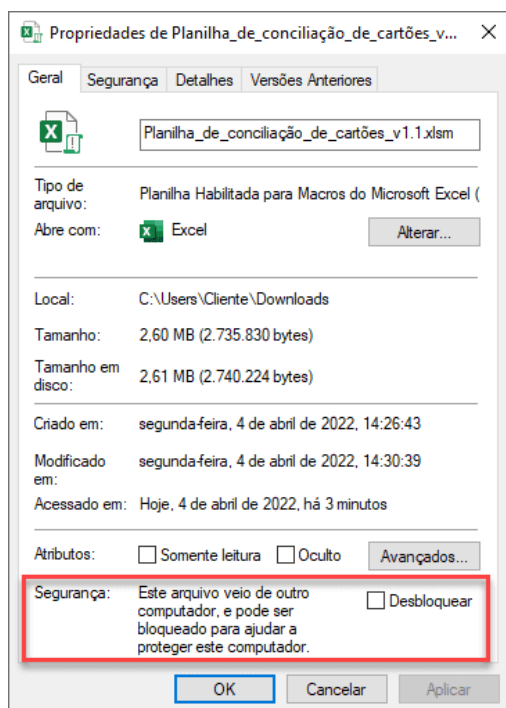 Propriedades de Planilha_de_conciliação_de_cartões_v...
Geral Segurança Detalhes Versões Anteriores
Planilha_de_conciliação_de_cartões_v1.1.xlsm
Tipo de
arquivo:
Planilha Habilitada para Macros do Microsoft Excel (
Abre com: Excel Alterar...
Local: C:\Users\Cliente\Downloads
Tamanho: 2,60 MB (2.735.830 bytes)
Tamanho em
disco:
2,61 MB (2.740.224 bytes)
Criado em: segunda-feira, 4 de abril de 2022, 14:26:43
Modificado
em:
segunda-feira, 4 de abril de 2022, 14:30:39
Acessado em: Hoje, 4 de abril de 2022, há 3 minutos
Atributos: Somente leitura Oculto Avançados...
Segurança:
Este arquivo veio de outro
computador, e pode ser
bloqueado para ajudar a
proteger este computador.
Desbloquear
OK Cancelar Aplicar